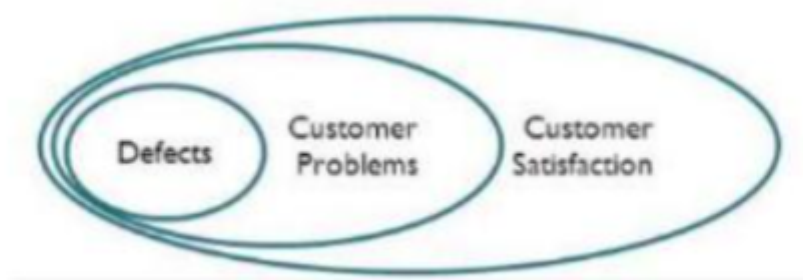 Defects
Customer
Problems
Customer
Satisfaction